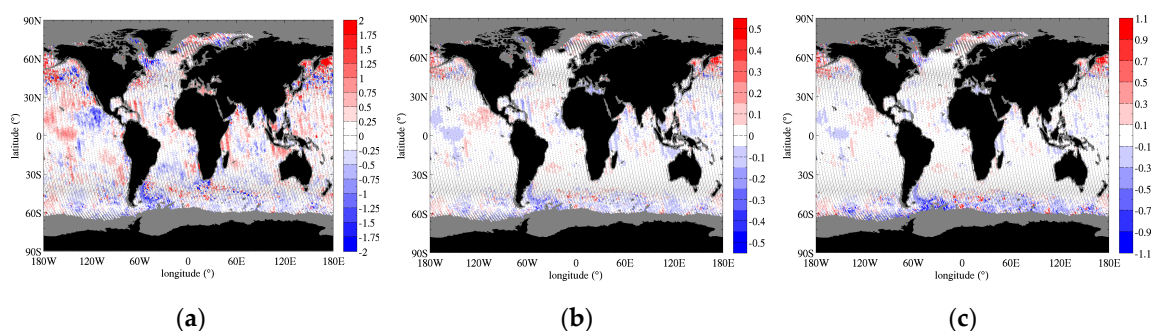 90N
60N
30N
0
30S
60S
90S
latitude (°)
180W 120W 60W 0 60E 120E 180E
longitude (°)
2
1.75
1.5
1.25
1
0.75
0.5
0.25
0
-0.25
-0.5
-0.75
-1
-1.25
-1.5
-1.75
-2
(a)
90N
60N
30N
0
30S
60S
90S
latitude (°)
180W 120W 60W 0 60E 120E 180E
longitude (°)
0.5
0.4
0.3
0.2
0.1
0
-0.1
-0.2
-0.3
-0.4
-0.5
(b)
90N
60N
30N
0
30S
60S
90S
latitude (°)
180W 120W 60W 0 60E 120E 180E
longitude (°)
1.1
0.9
0.7
0.5
0.3
0.1
-0.1
-0.3
-0.5
-0.7
-0.9
-1.1
(c)